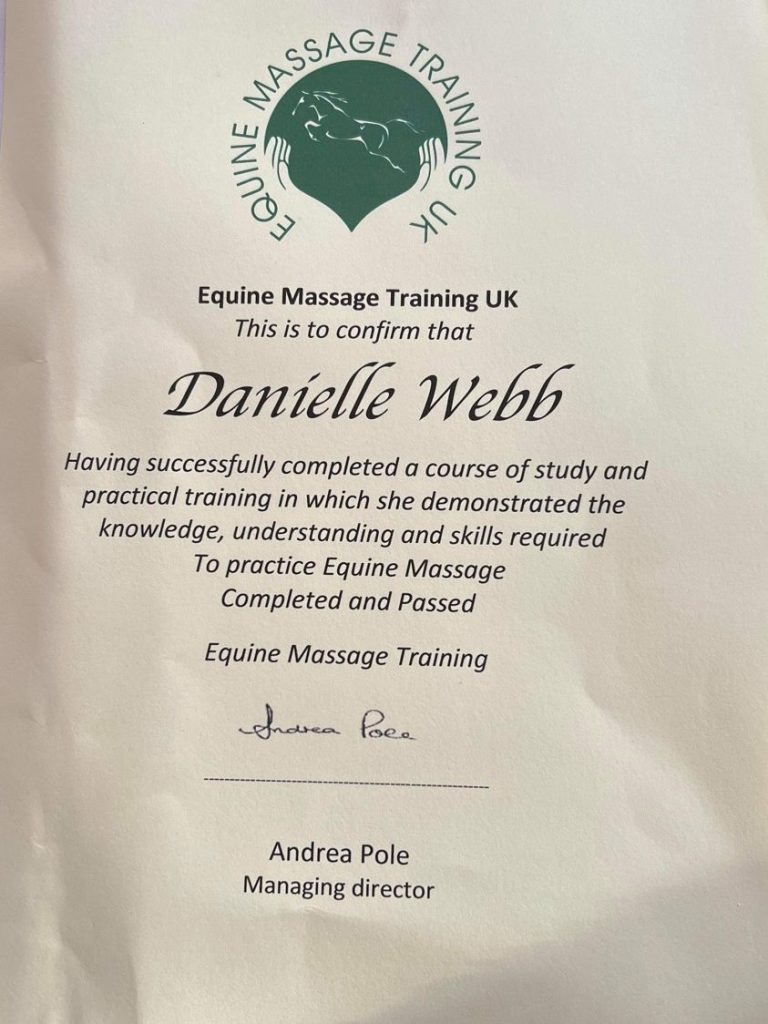 EQUINE MASSAGE TRAINING UK
Equine Massage Training UK
This is to confirm that
Danielle Webb
Having successfully completed a course of study and
practical training in which she demonstrated the
knowledge, understanding and skills required
To practice Equine Massage
Completed and Passed
Equine Massage Training
Andrea Pole
Andrea Pole
Managing director